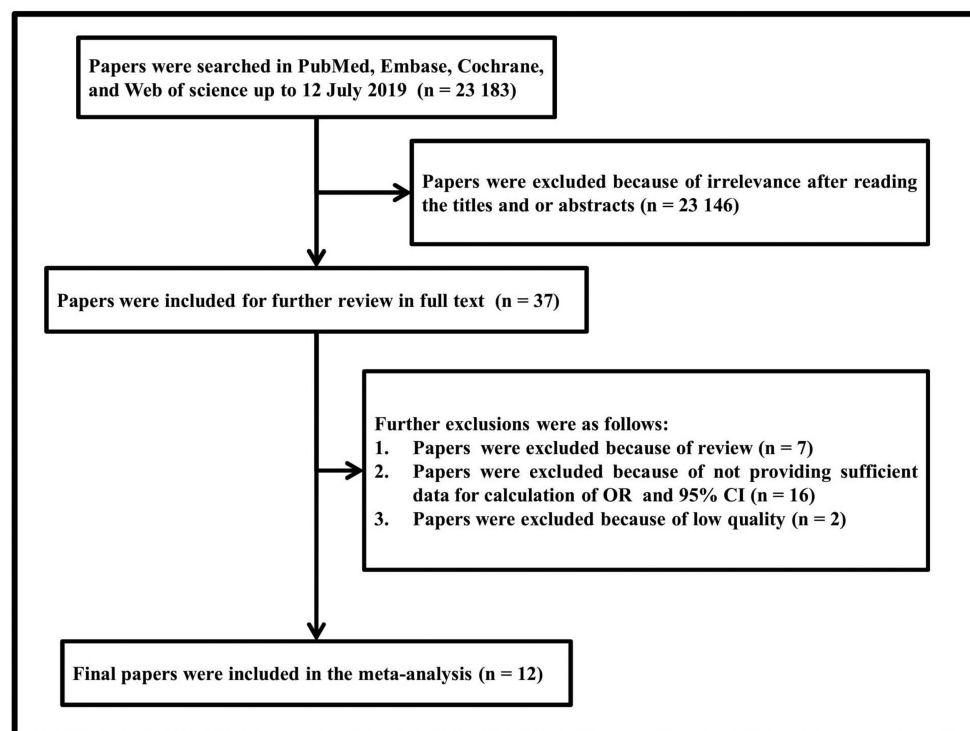 Papers were searched in PubMed, Embase, Cochrane,
and Web of science up to 12 July 2019 (n = 23 183)
Papers were excluded because of irrelevance after reading
the titles and or abstracts (n = 23 146)
Papers were included for further review in full text (n = 37)
Further exclusions were as follows:
1. Papers were excluded because of review (n = 7)
2. Papers were excluded because of not providing sufficient
data for calculation of OR and 95% CI (n = 16)
3. Papers were excluded because of low quality (n = 2)
Final papers were included in the meta-analysis (n = 12)